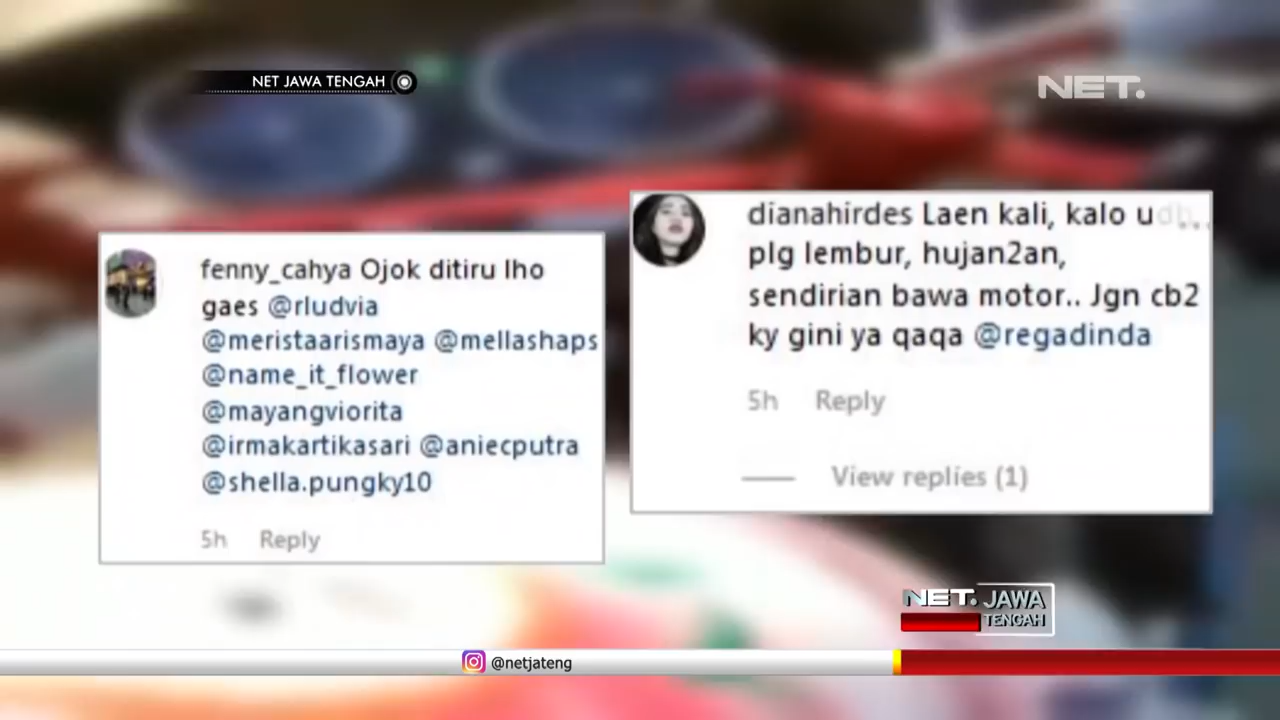 NET JAWA TENGAH
NET.
fenny_cahya Ojok ditiru lho
gaes @rludvia
@meristaarismaya @mellashaps
@name_it_flower
@mayangviorita
@irmakartikasari @aniecputra
@shella.pungky10
5h Reply
dianahirdes Laen kali, kalo udh...
plg lembur, hujan2an,
sendirian bawa motor.. Jgn cb2
ky gini ya qaqa @regadinda
5h Reply
View replies (1)
NET. JAWA
TENGAH
@netjateng